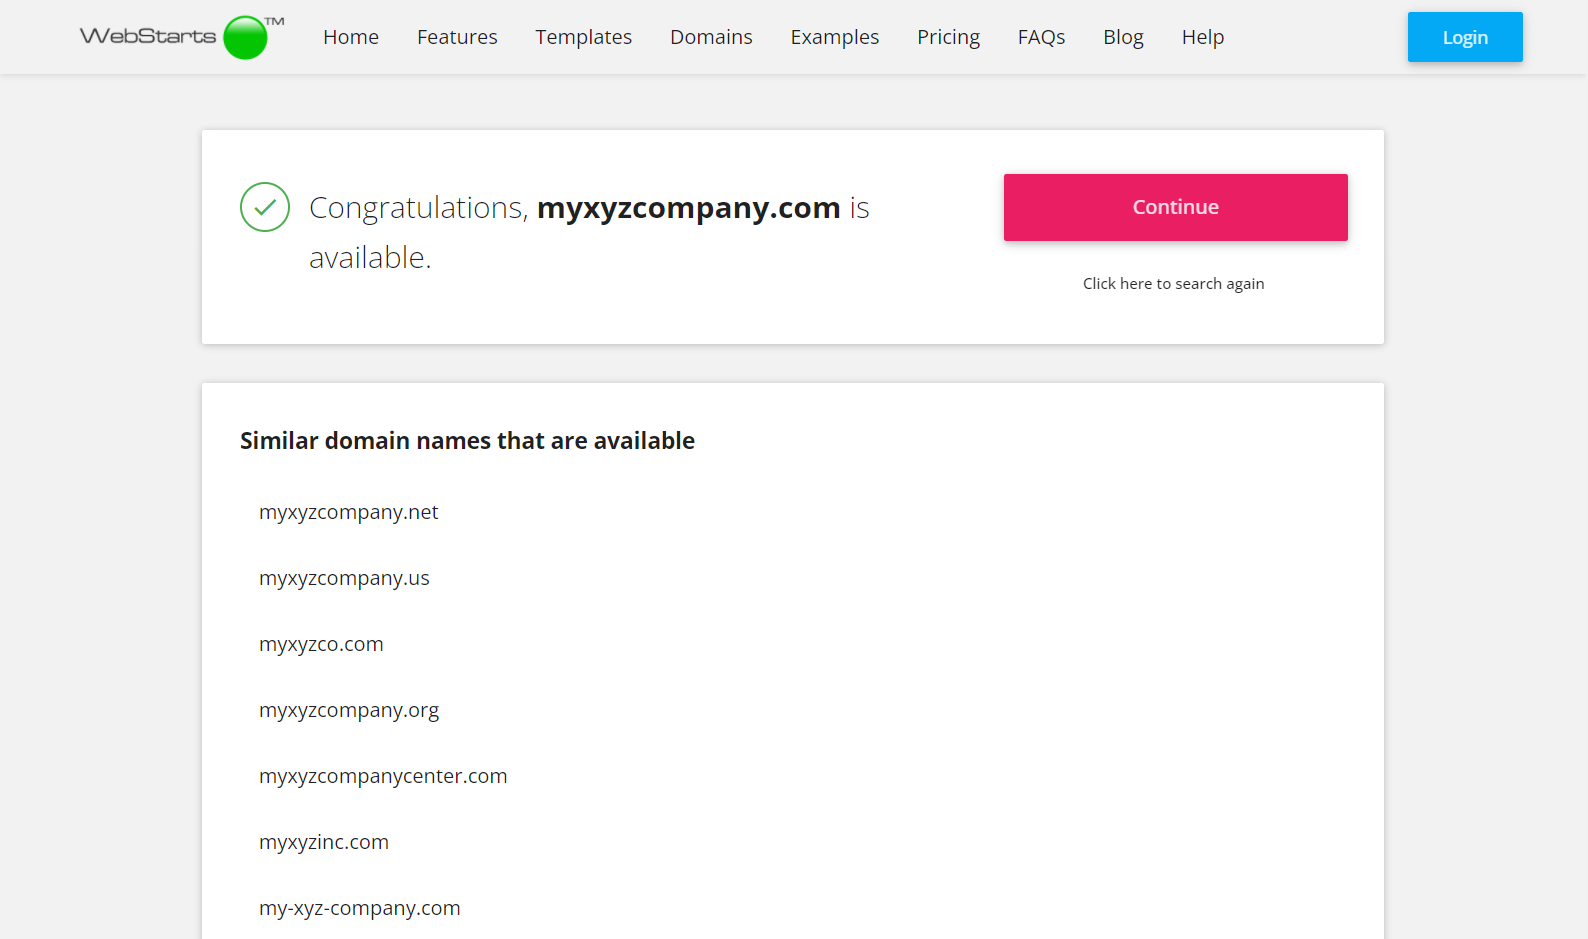 WebStarts™ Home Features Templates Domains Examples Pricing FAQs Blog Help Login
Congratulations, myxyzcompany.com is
available.
Continue
Click here to search again
Similar domain names that are available
myxyzcompany.net
myxyzcompany.us
myxyzco.com
myxyzcompany.org
myxyzcompanycenter.com
myxyzinc.com
my-xyz-company.com